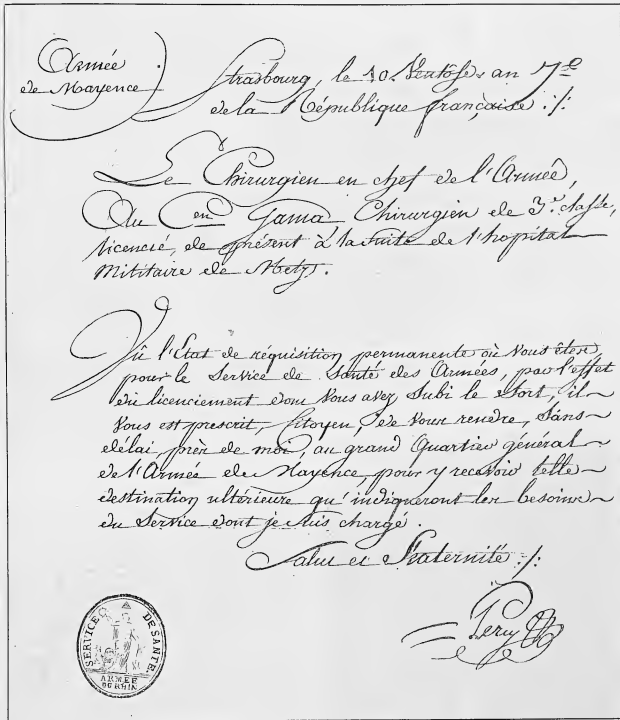 Armée
de Mayence
Strasbourg, le 10. Ventôse an 7e
de la République française ./.
Le Chirurgien en chef de l'Armée,
Au Cen Gama Chirurgien de 3e. classe,
licencié, de présent à la suite de l'hopital
Militaire de Metz.
Vû l'Etat de réquisition permanente où vous êtes
pour le Service de Santé des Armées, par l'effet
du licenciement dont vous avez subi le sort, il
vous est prescrit, Citoyen, de vous rendre, sans
délai, près de moi, au grand Quartier général
de l'Armée de Mayence, pour y recevoir telle
destination ultérieure qu'indiqueront les besoins
du Service dont je suis chargé.
Salut et Fraternité ./.
Percy
SERVICE DE SANTÉ
ARMÉE
DU RHIN